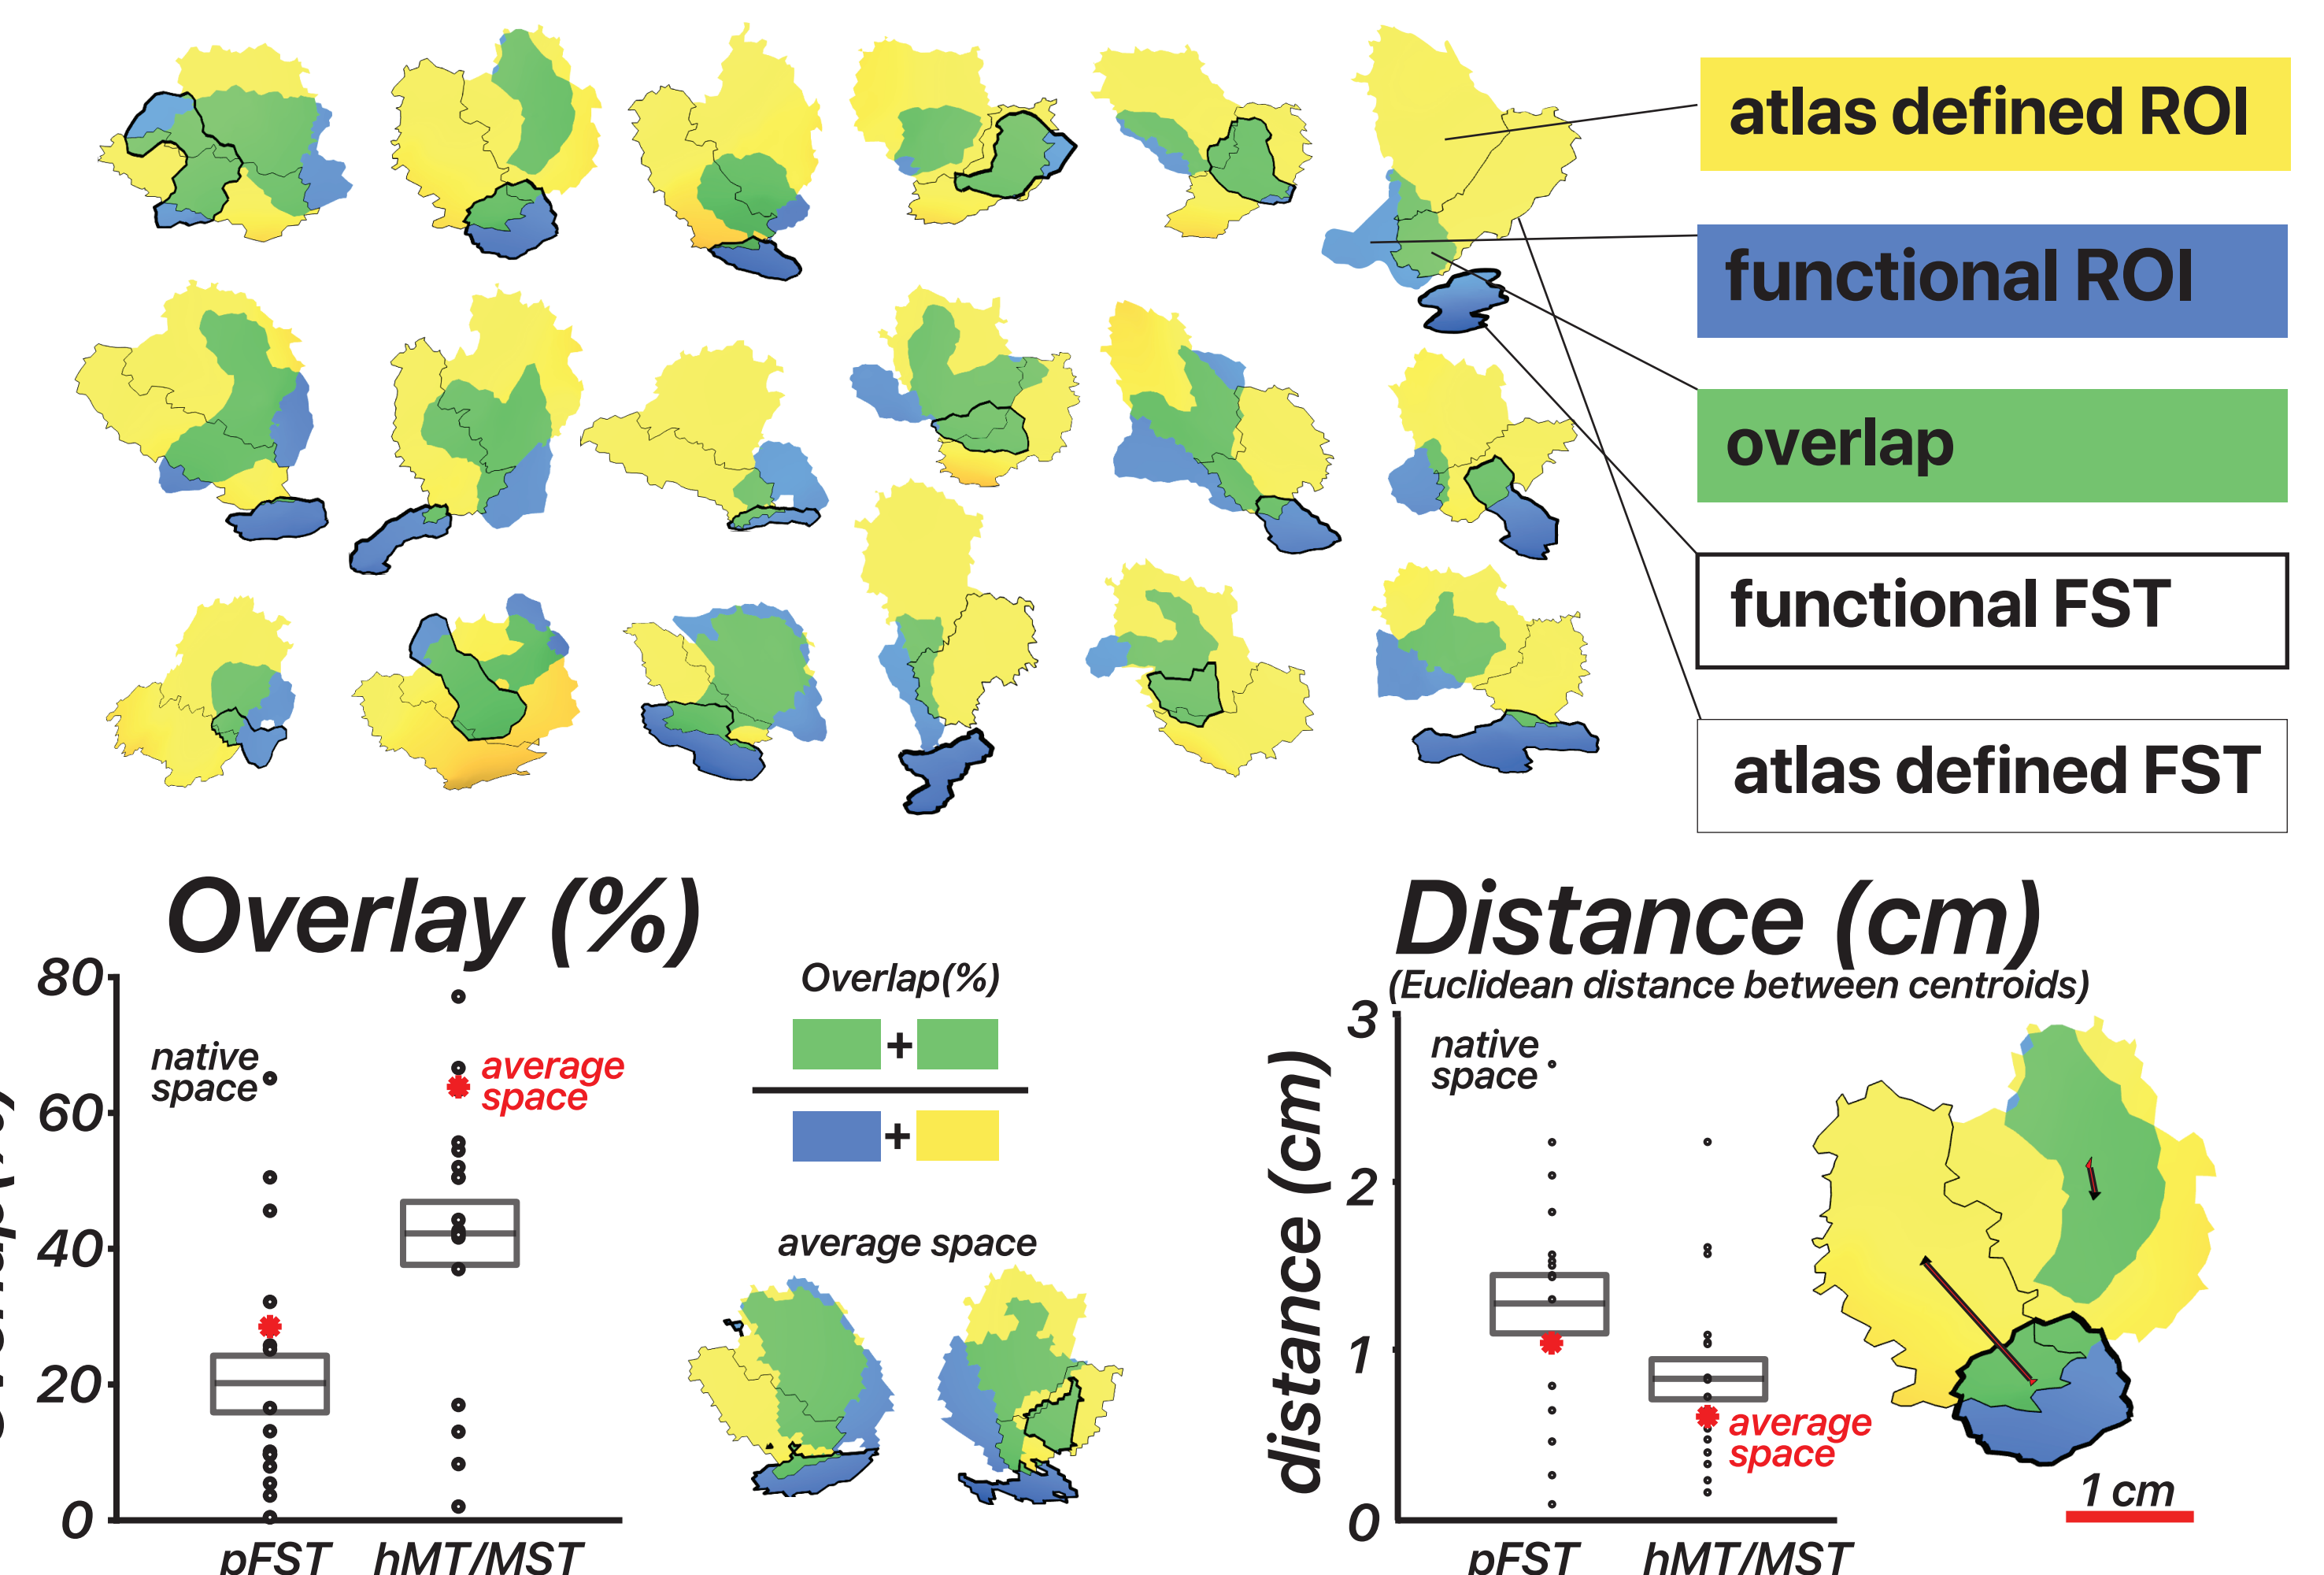 atlas defined ROI
functional ROI
overlap
functional FST
atlas defined FST
Overlay (%)
80
60
40
20
0
native
space
average
space
pFST
hMT/MST
Overlap(%)
+
+
average space
Distance (cm)
(Euclidean distance between centroids)
distance (cm)
3
2
1
0
native
space
average
space
pFST
hMT/MST
1 cm